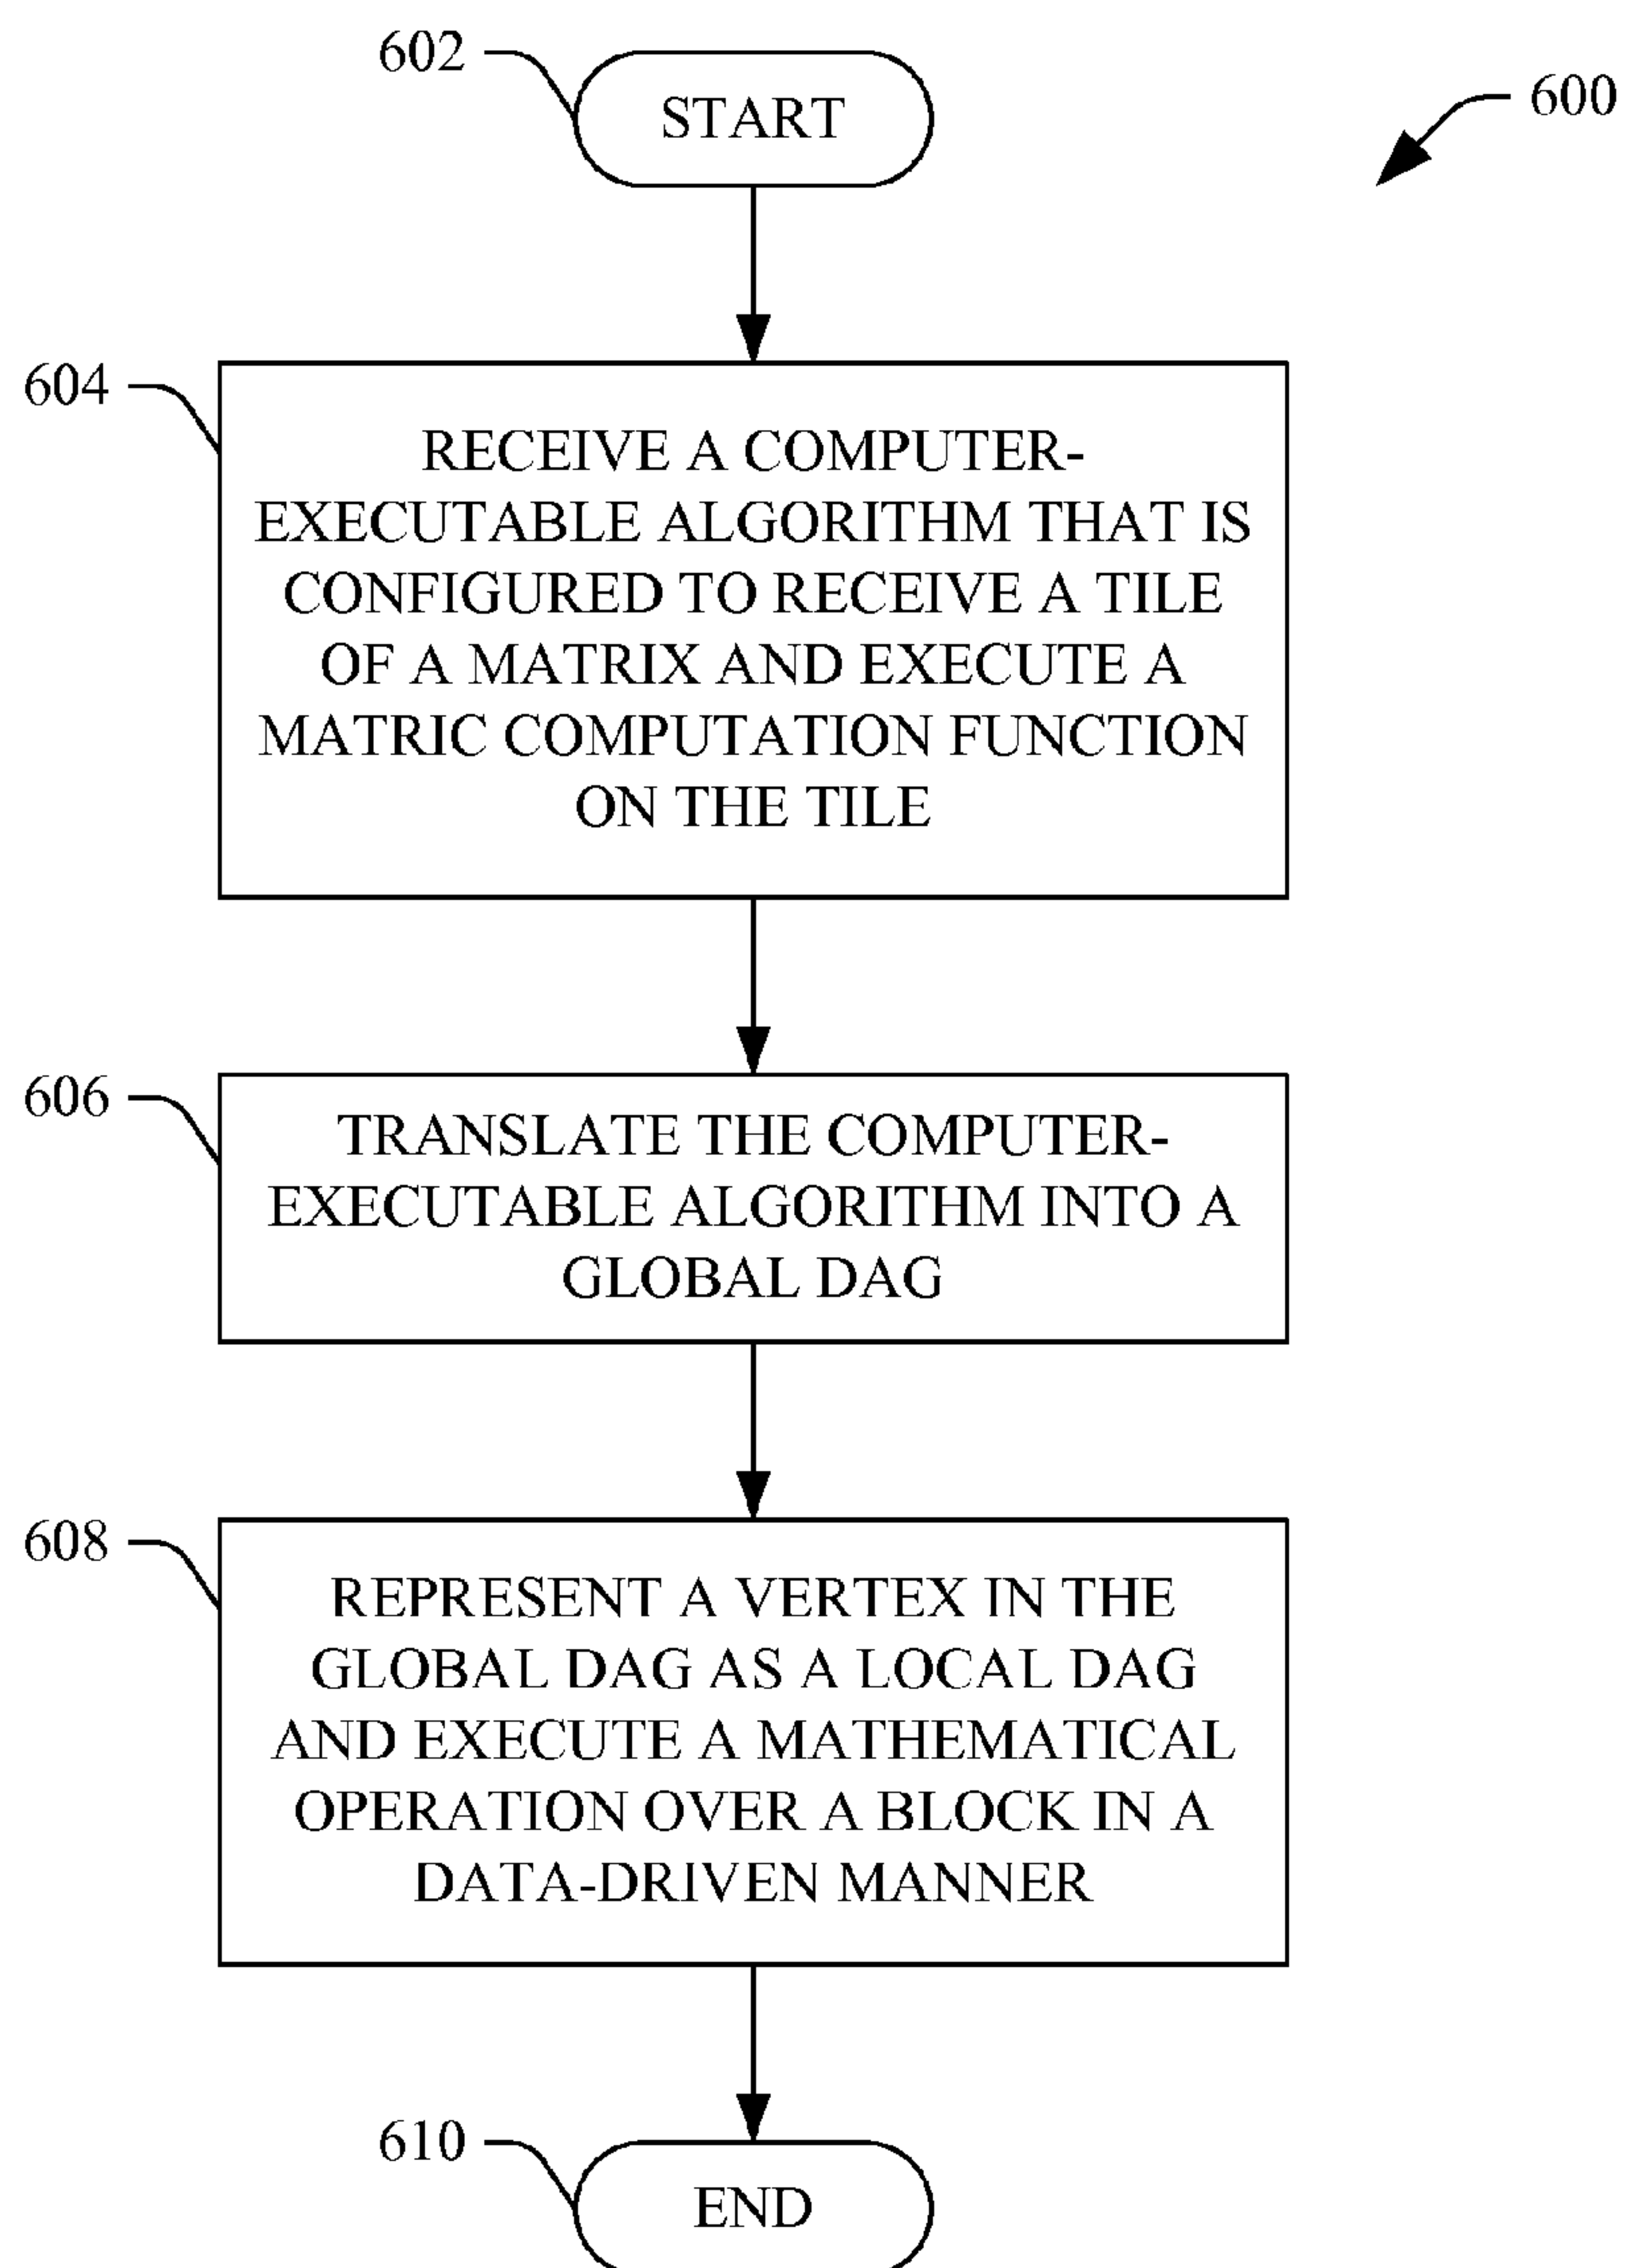 602
START
600
604
RECEIVE A COMPUTER-
EXECUTABLE ALGORITHM THAT IS
CONFIGURED TO RECEIVE A TILE
OF A MATRIX AND EXECUTE A
MATRIC COMPUTATION FUNCTION
ON THE TILE
606
TRANSLATE THE COMPUTER-
EXECUTABLE ALGORITHM INTO A
GLOBAL DAG
608
REPRESENT A VERTEX IN THE
GLOBAL DAG AS A LOCAL DAG
AND EXECUTE A MATHEMATICAL
OPERATION OVER A BLOCK IN A
DATA-DRIVEN MANNER
610
END